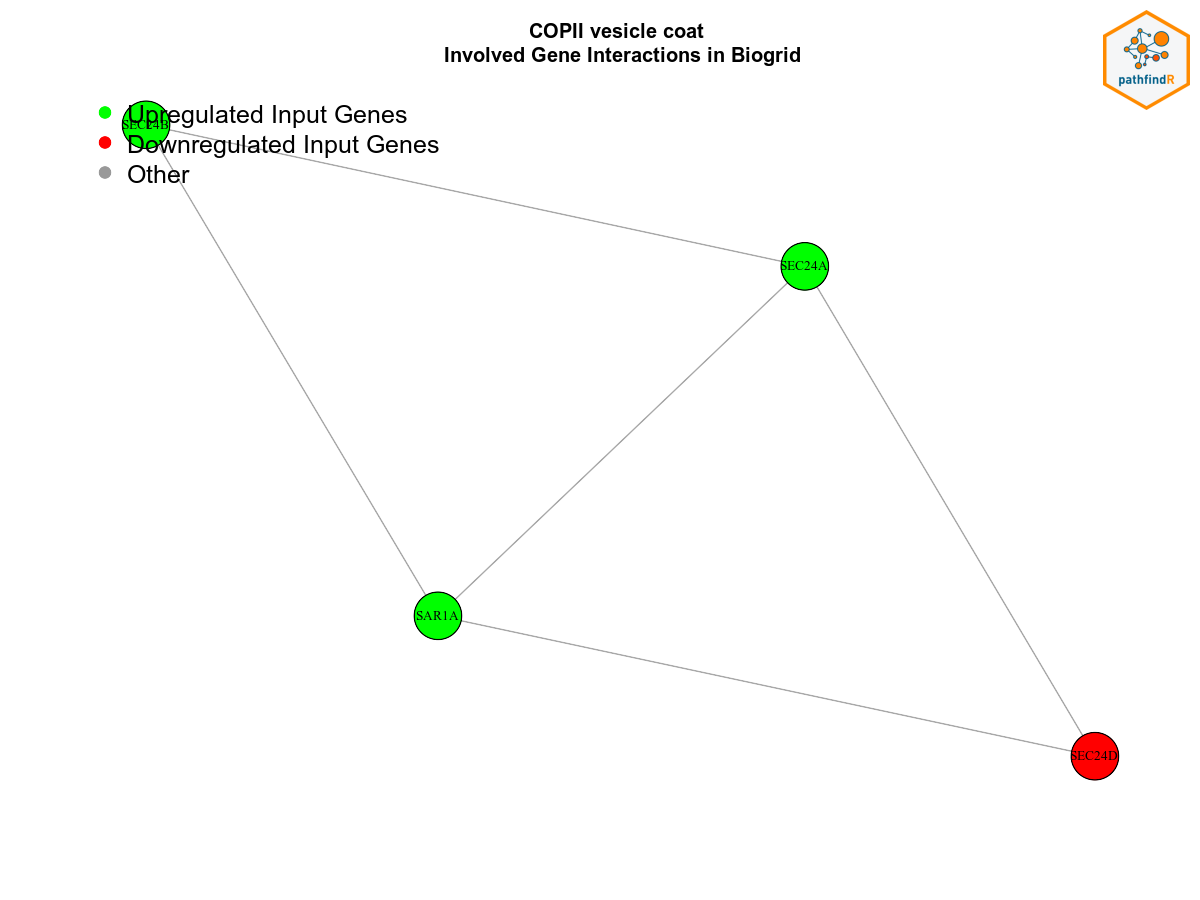 COPII vesicle coat
Involved Gene Interactions in Biogrid
pathfindR
Upregulated Input Genes
SEC24B
Downregulated Input Genes
Other
SEC24A
SAR1A
SEC24D